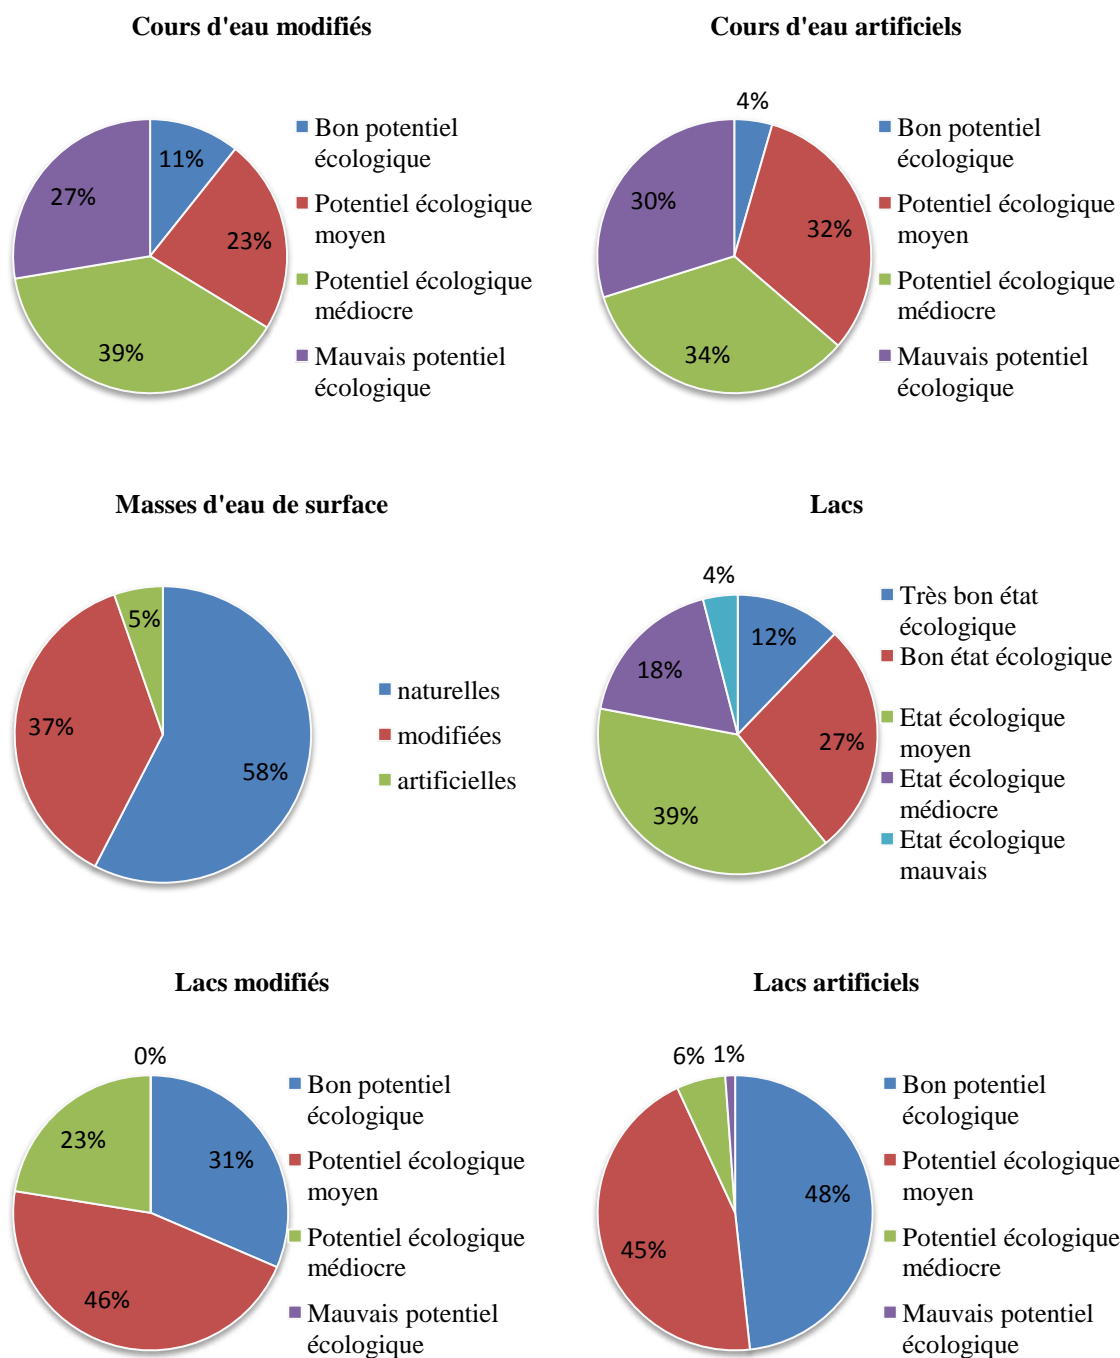 Cours d'eau modifiés
11%
23%
39%
27%
Bon potentiel
écologique
Potentiel écologique
moyen
Potentiel écologique
médiocre
Mauvais potentiel
écologique
Cours d'eau artificiels
4%
32%
34%
30%
Bon potentiel
écologique
Potentiel écologique
moyen
Potentiel écologique
médiocre
Mauvais potentiel
écologique
Masses d'eau de surface
58%
37%
5%
naturelles
modifiées
artificielles
Lacs
12%
27%
39%
18%
4%
Très bon état
écologique
Bon état écologique
Etat écologique
moyen
Etat écologique
médiocre
Etat écologique
mauvais
Lacs modifiés
31%
46%
23%
0%
Bon potentiel
écologique
Potentiel écologique
moyen
Potentiel écologique
médiocre
Mauvais potentiel
écologique
Lacs artificiels
48%
45%
6%
1%
Bon potentiel
écologique
Potentiel écologique
moyen
Potentiel écologique
médiocre
Mauvais potentiel
écologique